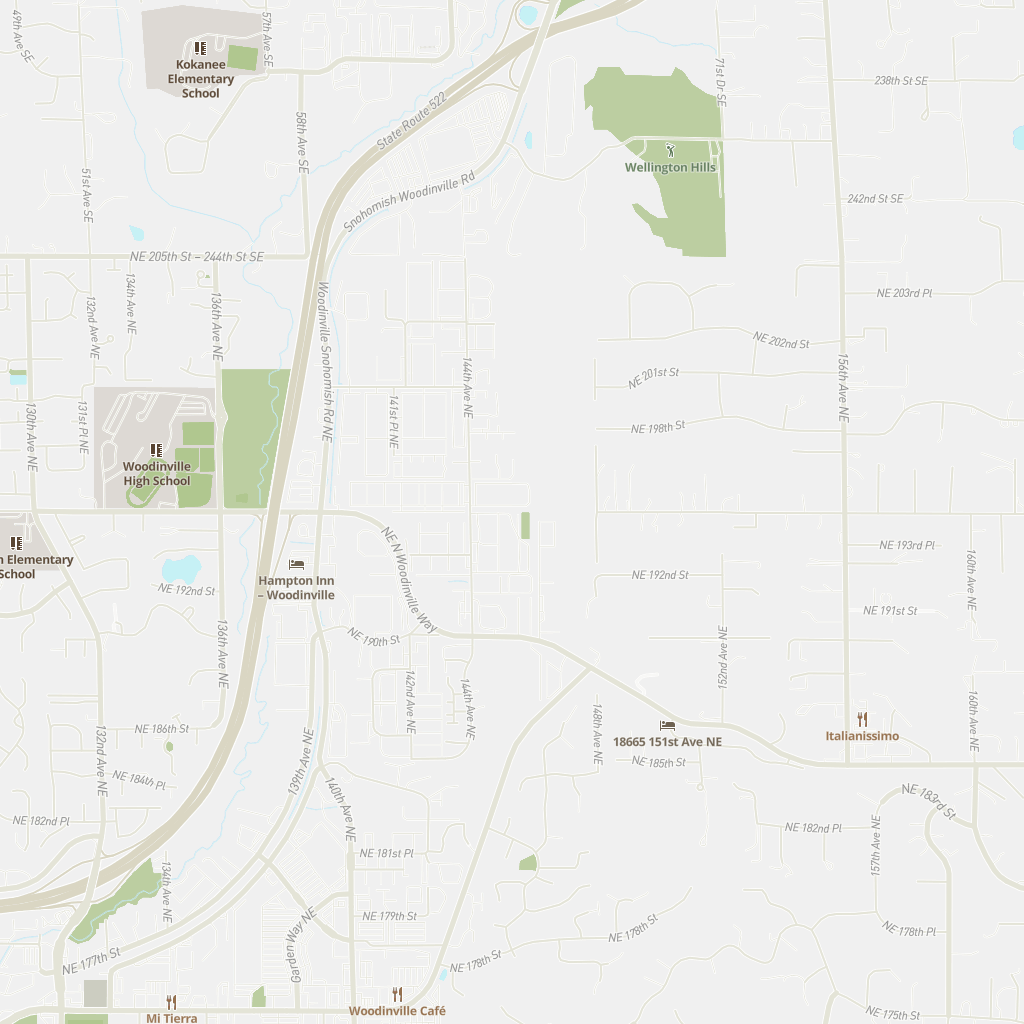 49th Ave SE
57th Ave SE
Kokanee
Elementary
School
State Route 522
71st Dr SE
238th St SE
58th Ave SE
Wellington Hills
51st Ave SE
Snohomish Woodinville Rd
242nd St SE
NE 205th St – 244th St SE
134th Ave NE
132nd Ave NE
136th Ave NE
Woodinville Snohomish Rd NE
NE 203rd Pl
NE 202nd St
144th Ave NE
156th Ave NE
NE 201st St
130th Ave NE
131st Pl NE
141st Pl NE
NE 198th St
Woodinville
High School
n Elementary
School
NE N Woodinville Way
NE 193rd Pl
160th Ave NE
Hampton Inn
– Woodinville
NE 192nd St
NE 192nd St
NE 191st St
136th Ave NE
NE 190th St
152nd Ave NE
142nd Ave NE
144th Ave NE
148th Ave NE
160th Ave NE
NE 186th St
132nd Ave NE
139th Ave NE
18665 151st Ave NE
Italianissimo
NE 185th St
NE 184th Pl
140th Ave NE
NE 183rd St
NE 182nd Pl
NE 182nd Pl
157th Ave NE
NE 181st Pl
134th Ave NE
NE 179th St
Garden Way NE
NE 178th St
NE 178th Pl
NE 177th St
NE 178th St
Mi Tierra
Woodinville Café
NE 175th St